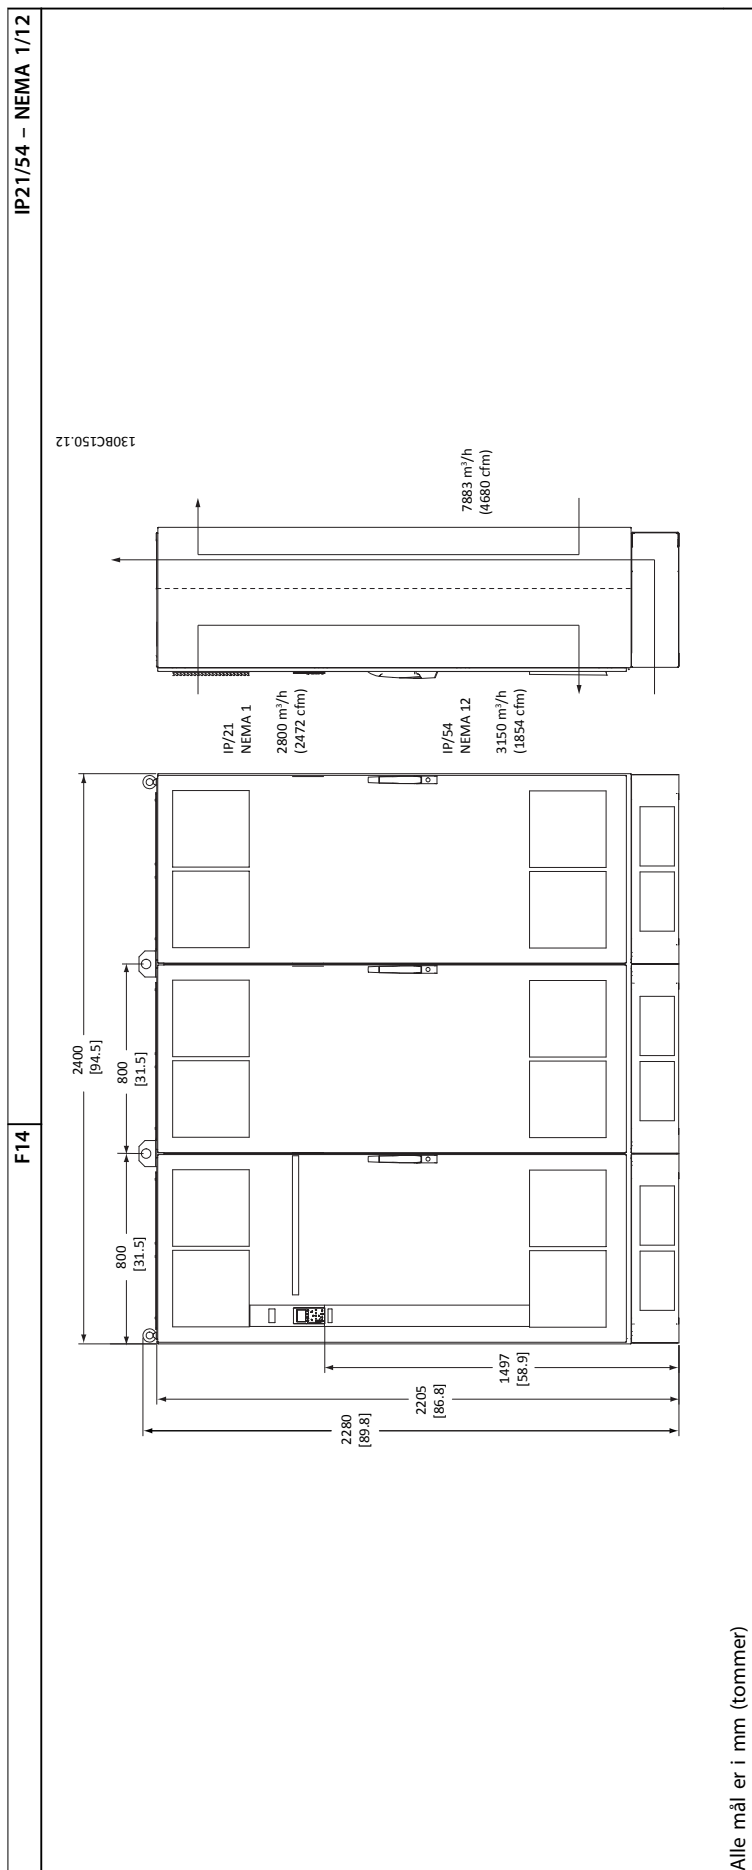 F14
IP21/54 – NEMA 1/12
130BC150.12
2400
[94.5]
800
[31.5]
800
[31.5]
2280
[89.8]
2205
[86.8]
1497
[58.9]
IP/21
NEMA 1
2800 m³/h
(2472 cfm)
IP/54
NEMA 12
3150 m³/h
(1854 cfm)
7883 m³/h
(4680 cfm)
Alle mål er i mm (tommer)